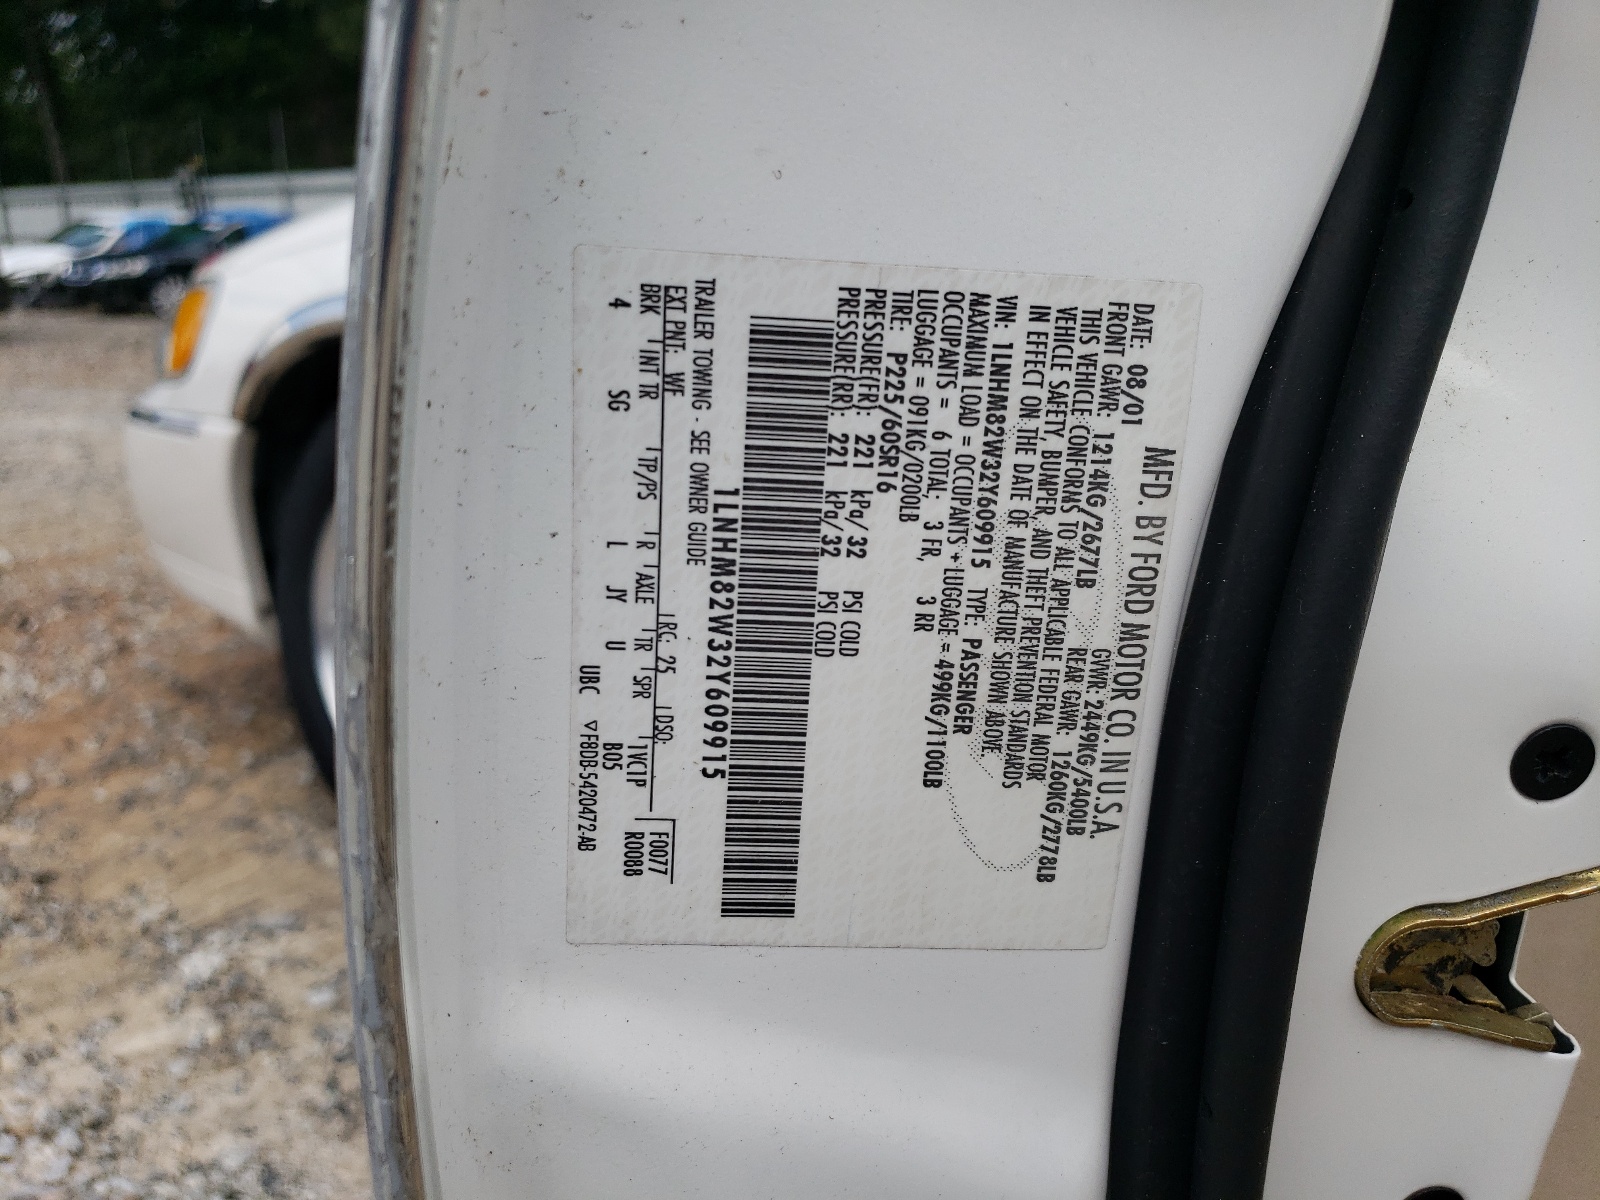 MFD. BY FORD MOTOR CO. IN U.S.A.
DATE: 08/01 GVWR: 2449KG/5400LB
FRONT GAWR: 1214KG/2677LB REAR GAWR: 1260KG/2778LB
THIS VEHICLE CONFORMS TO ALL APPLICABLE FEDERAL MOTOR
VEHICLE SAFETY, BUMPER, AND THEFT PREVENTION STANDARDS
IN EFFECT ON THE DATE OF MANUFACTURE SHOWN ABOVE
VIN: 1LNHM82W32Y609915 TYPE: PASSENGER
MAXIMUM LOAD = OCCUPANTS + LUGGAGE = 499KG/1100LB
OCCUPANTS = 6 TOTAL; 3 FR, 3 RR
LUGGAGE = 091KG/0200LB
TIRE: P225/60SR16
PRESSURE(FR): 221 kPa/32 PSI COLD
PRESSURE(RR): 221 kPa/32 PSI COLD
1LNHM82W32Y609915
TRAILER TOWING - SEE OWNER GUIDE
EXT PNT: WF RC: 25 DSO: F0077
BRK INT TR TP/PS R AXLE TR SPR 1VC1P R0088
4 SG L JY U B05
UBC ▽F8DB-5420472-AB